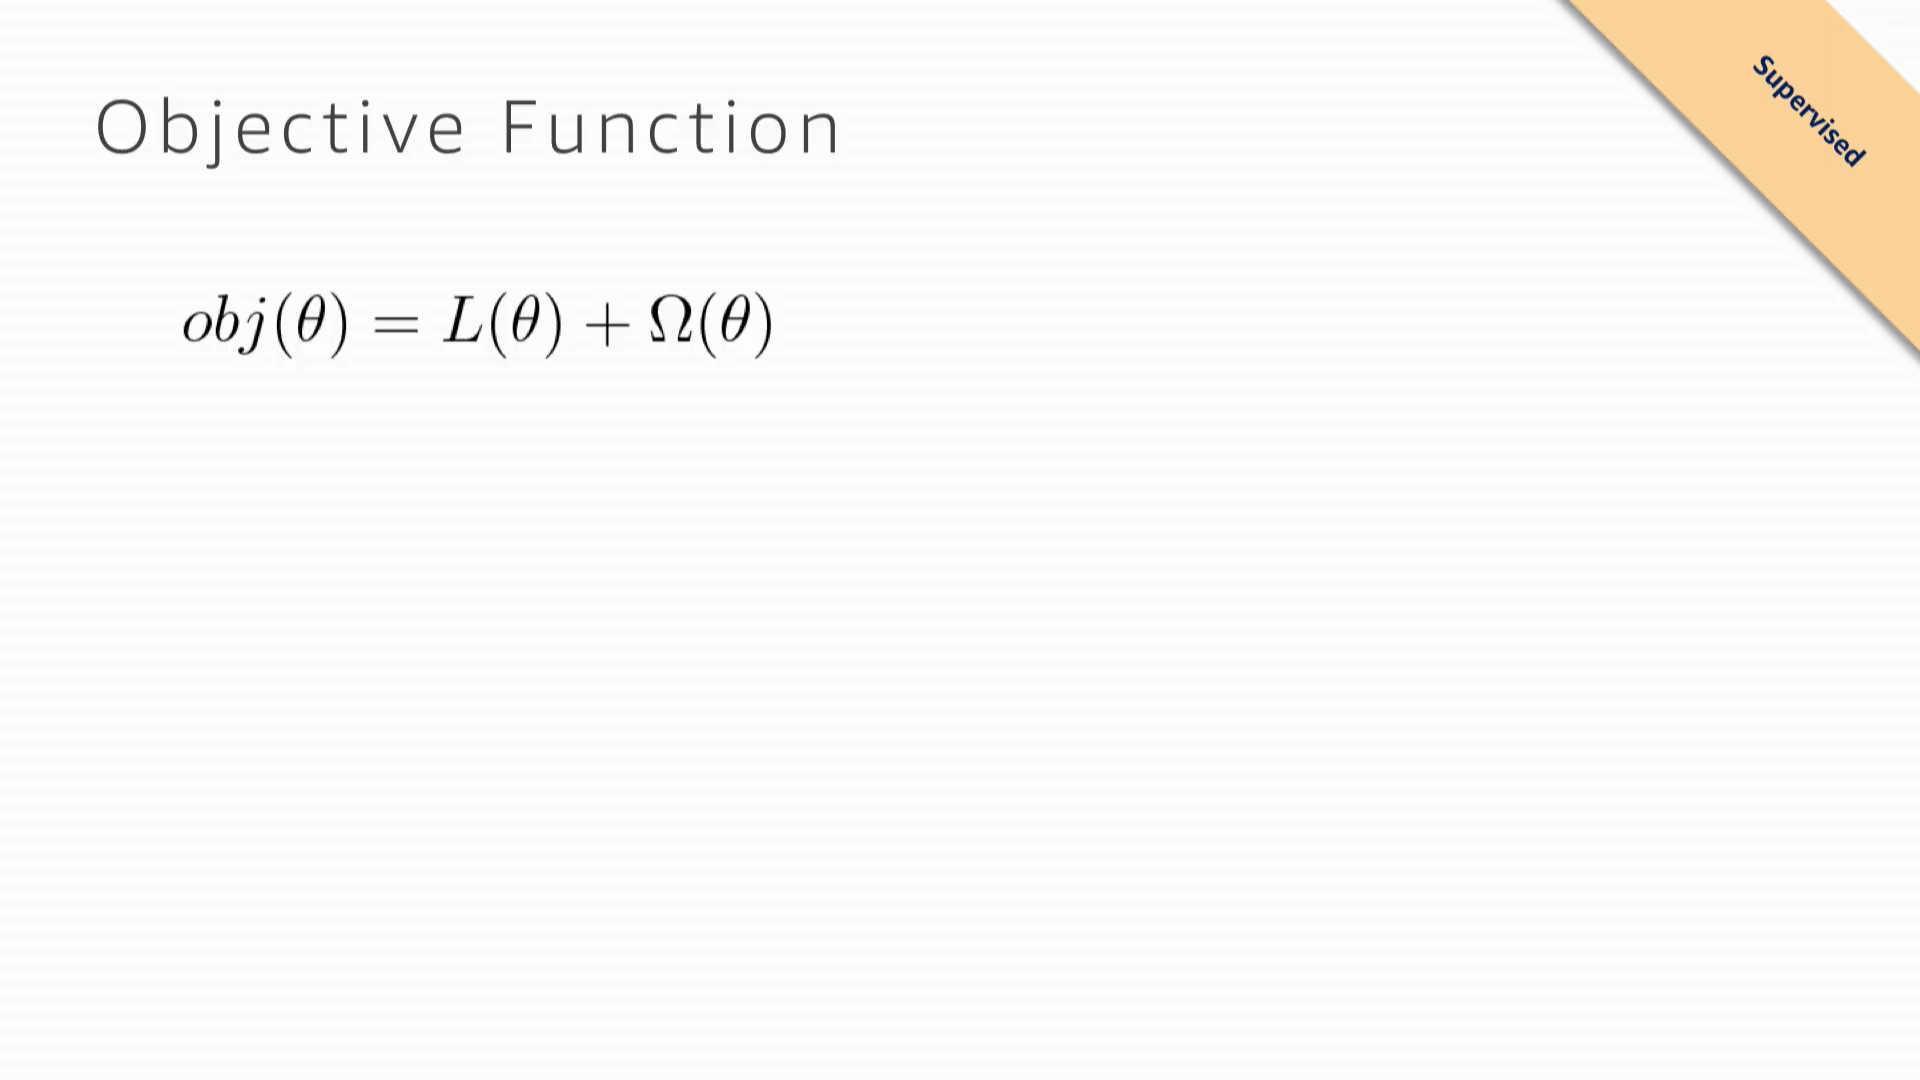 Objective Function
Supervised
obj(θ) = L(θ) + Ω(θ)